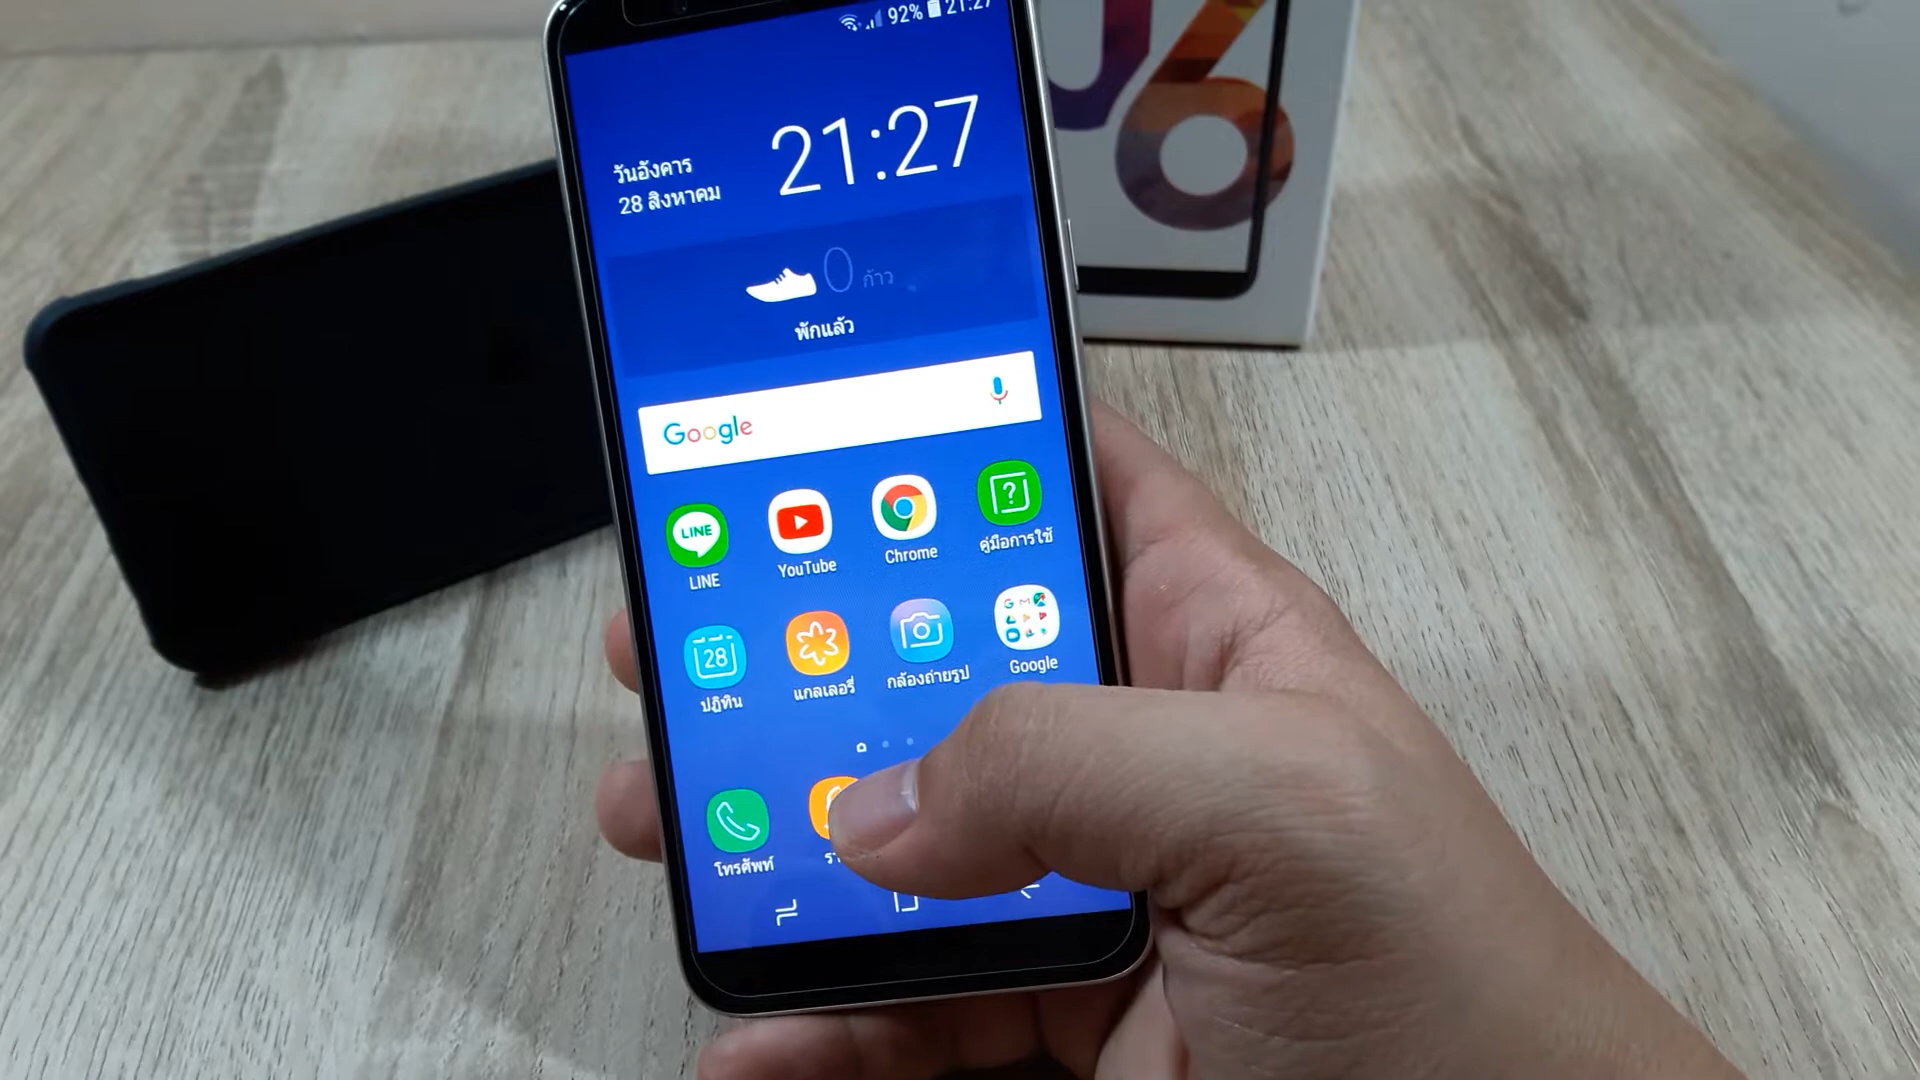 92% 21:27
21:27
วันอังคาร
28 สิงหาคม
0 ก้าว
พักแล้ว
Google
LINE
LINE
YouTube
Chrome
?
คู่มือการใช้
28
ปฏิทิน
แกลเลอรี่
กล้องถ่ายรูป
Google
โทรศัพท์